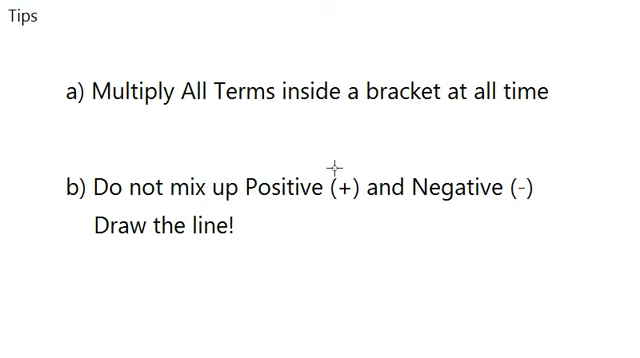 Tips
a) Multiply All Terms inside a bracket at all time
b) Do not mix up Positive (+) and Negative (-)
Draw the line!